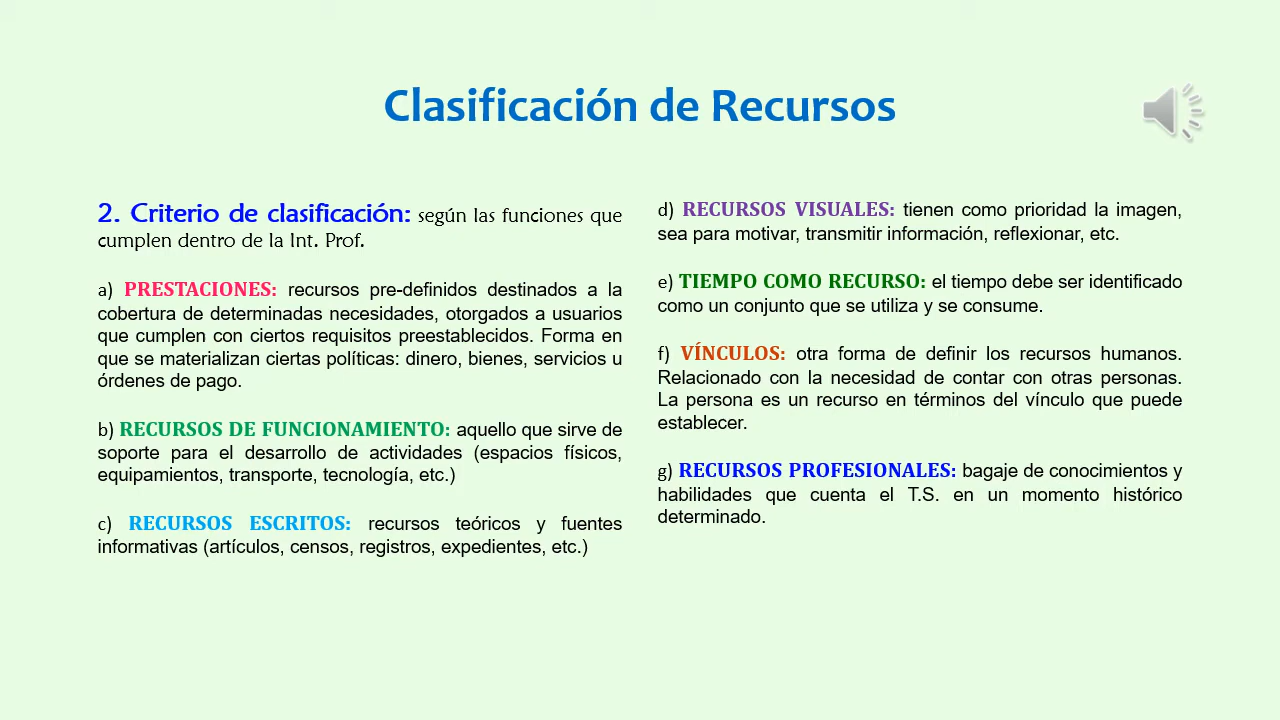 Clasificación de Recursos
2. Criterio de clasificación: según las funciones que
cumplen dentro de la Int. Prof.
a) PRESTACIONES: recursos pre-definidos destinados a la
cobertura de determinadas necesidades, otorgados a usuarios
que cumplen con ciertos requisitos preestablecidos. Forma en
que se materializan ciertas políticas: dinero, bienes, servicios u
órdenes de pago.
b) RECURSOS DE FUNCIONAMIENTO: aquello que sirve de
soporte para el desarrollo de actividades (espacios físicos,
equipamientos, transporte, tecnología, etc.)
c) RECURSOS ESCRITOS: recursos teóricos y fuentes
informativas (artículos, censos, registros, expedientes, etc.)
d) RECURSOS VISUALES: tienen como prioridad la imagen,
sea para motivar, transmitir información, reflexionar, etc.
e) TIEMPO COMO RECURSO: el tiempo debe ser identificado
como un conjunto que se utiliza y se consume.
f) VÍNCULOS: otra forma de definir los recursos humanos.
Relacionado con la necesidad de contar con otras personas.
La persona es un recurso en términos del vínculo que puede
establecer.
g) RECURSOS PROFESIONALES: bagaje de conocimientos y
habilidades que cuenta el T.S. en un momento histórico
determinado.